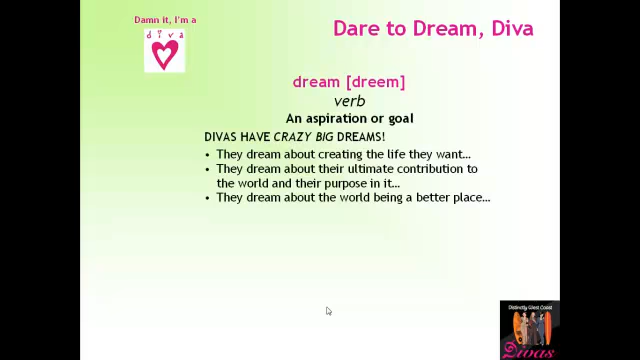 Damn it, I'm a
diva
Dare to Dream, Diva
dream [dreem]
verb
An aspiration or goal
DIVAS HAVE CRAZY BIG DREAMS!
• They dream about creating the life they want…
• They dream about their ultimate contribution to
the world and their purpose in it…
• They dream about the world being a better place…
Distinctly West Coast
Divas